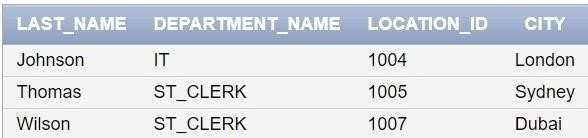 LAST_NAME DEPARTMENT_NAME LOCATION_ID CITY
Johnson IT 1004 London
Thomas ST_CLERK 1005 Sydney
Wilson ST_CLERK 1007 Dubai